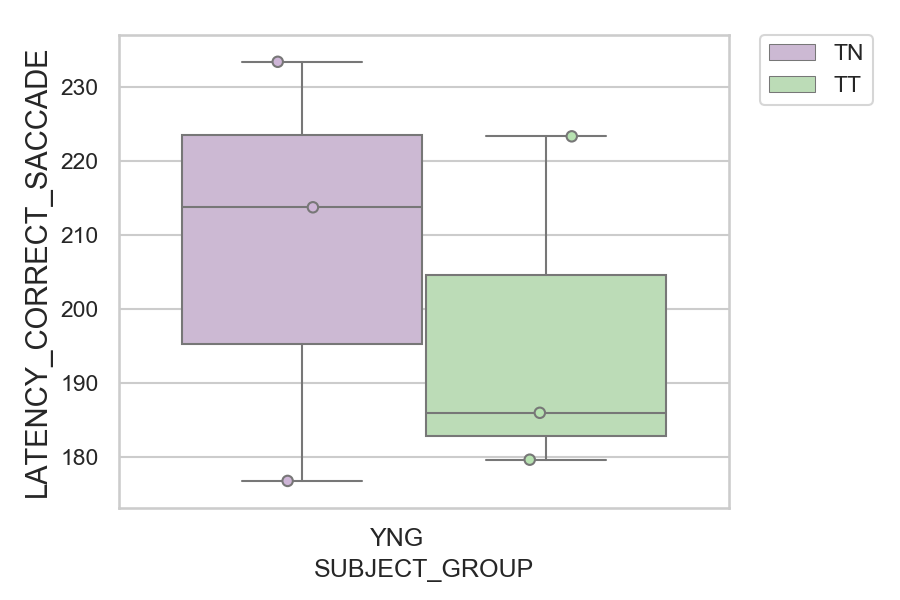 LATENCY_CORRECT_SACCADE
230
220
210
200
190
180
YNG
SUBJECT_GROUP
TN
TT